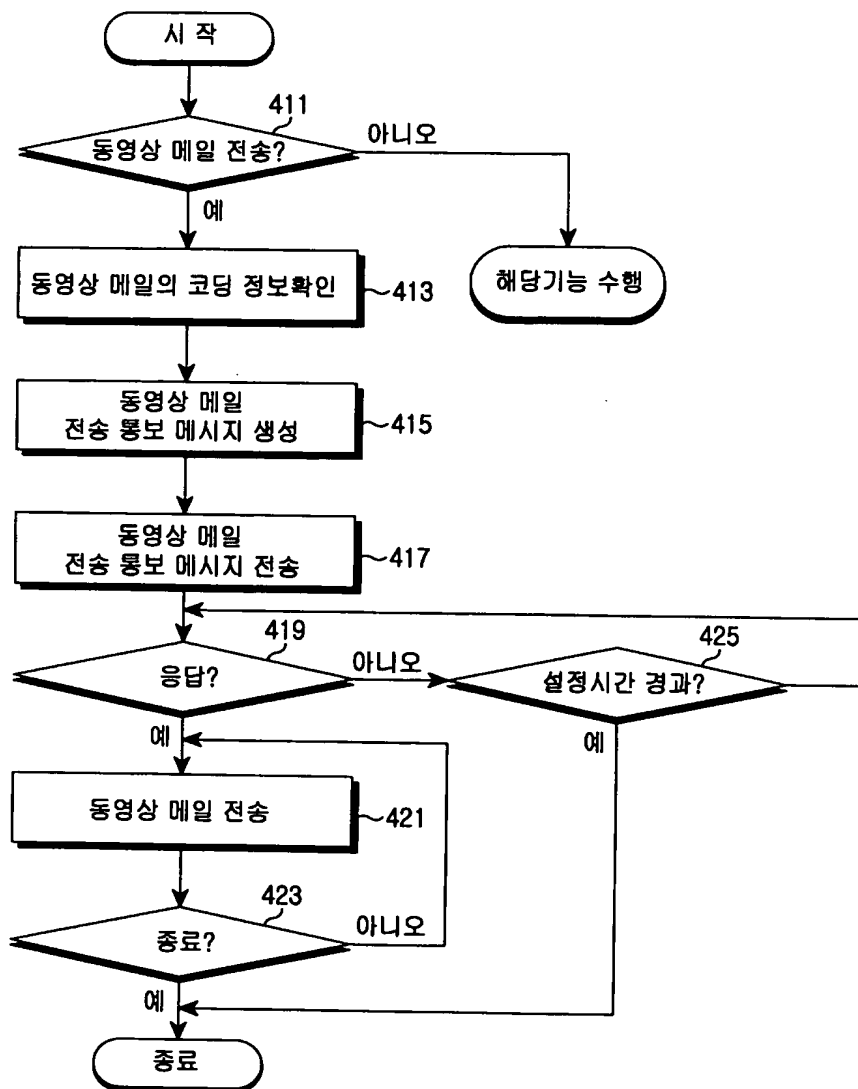 시 작
411
동영상 메일 전송?
아니오
예
동영상 메일의 코딩 정보확인
413
해당기능 수행
동영상 메일
전송 통보 메시지 생성
415
동영상 메일
전송 통보 메시지 전송
417
419
응답?
아니오
425
설정시간 경과?
예
예
동영상 메일 전송
421
423
종료?
아니오
예
종료